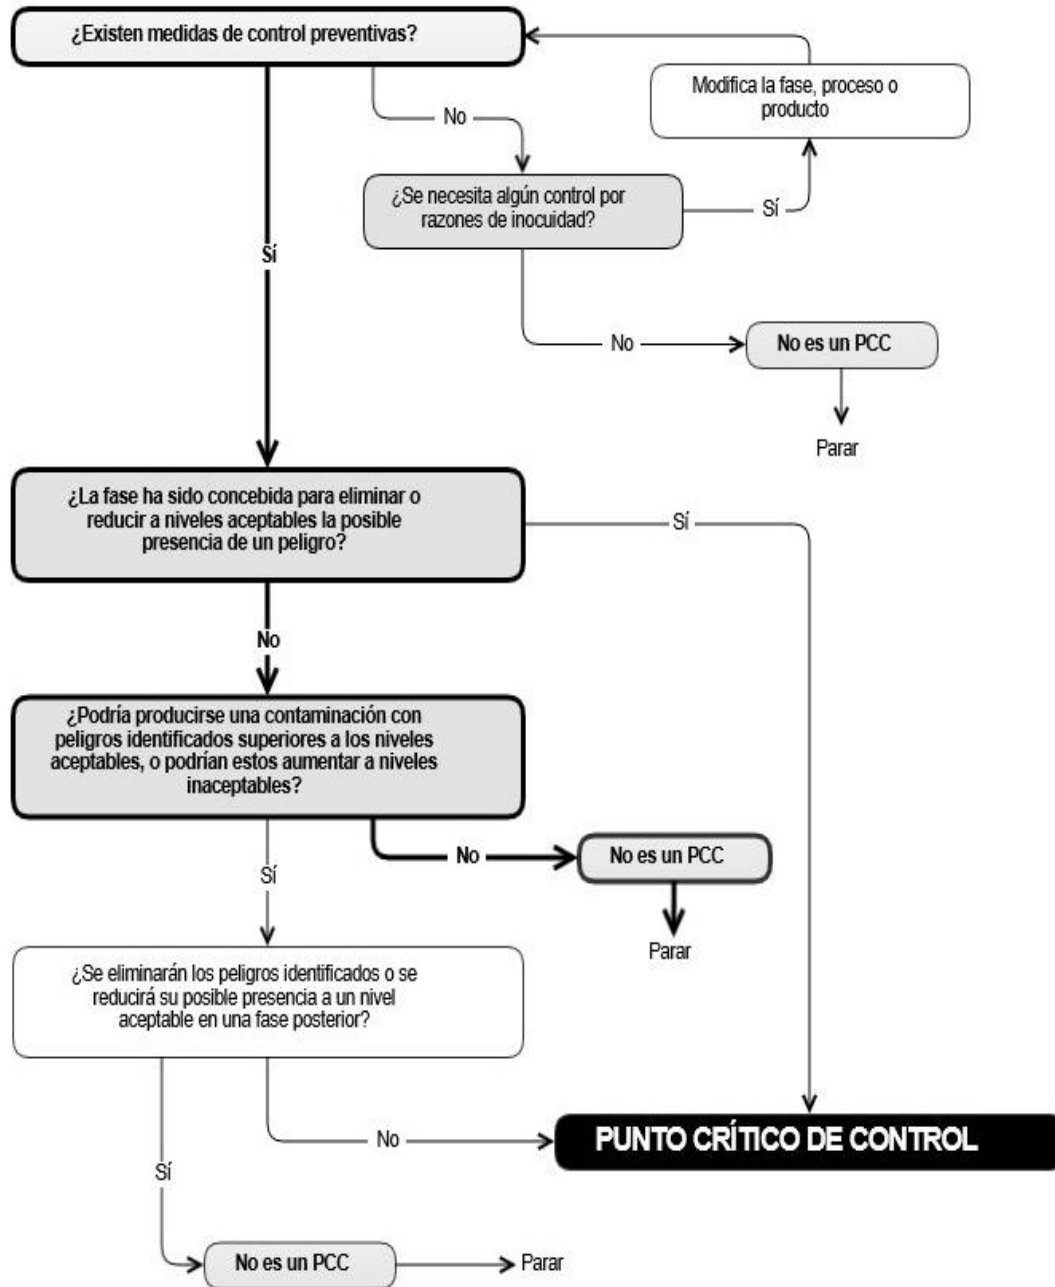 ¿Existen medidas de control preventivas?
Modifica la fase, proceso o
producto
No
¿Se necesita algún control por
razones de inocuidad?
Sí
Sí
No
No es un PCC
Parar
¿La fase ha sido concebida para eliminar o
reducir a niveles aceptables la posible
presencia de un peligro?
Sí
No
¿Podría producirse una contaminación con
peligros identificados superiores a los niveles
aceptables, o podrían estos aumentar a niveles
inaceptables?
No
No es un PCC
Sí
Parar
¿Se eliminarán los peligros identificados o se
reducirá su posible presencia a un nivel
aceptable en una fase posterior?
No
PUNTO CRÍTICO DE CONTROL
Sí
No es un PCC
Parar